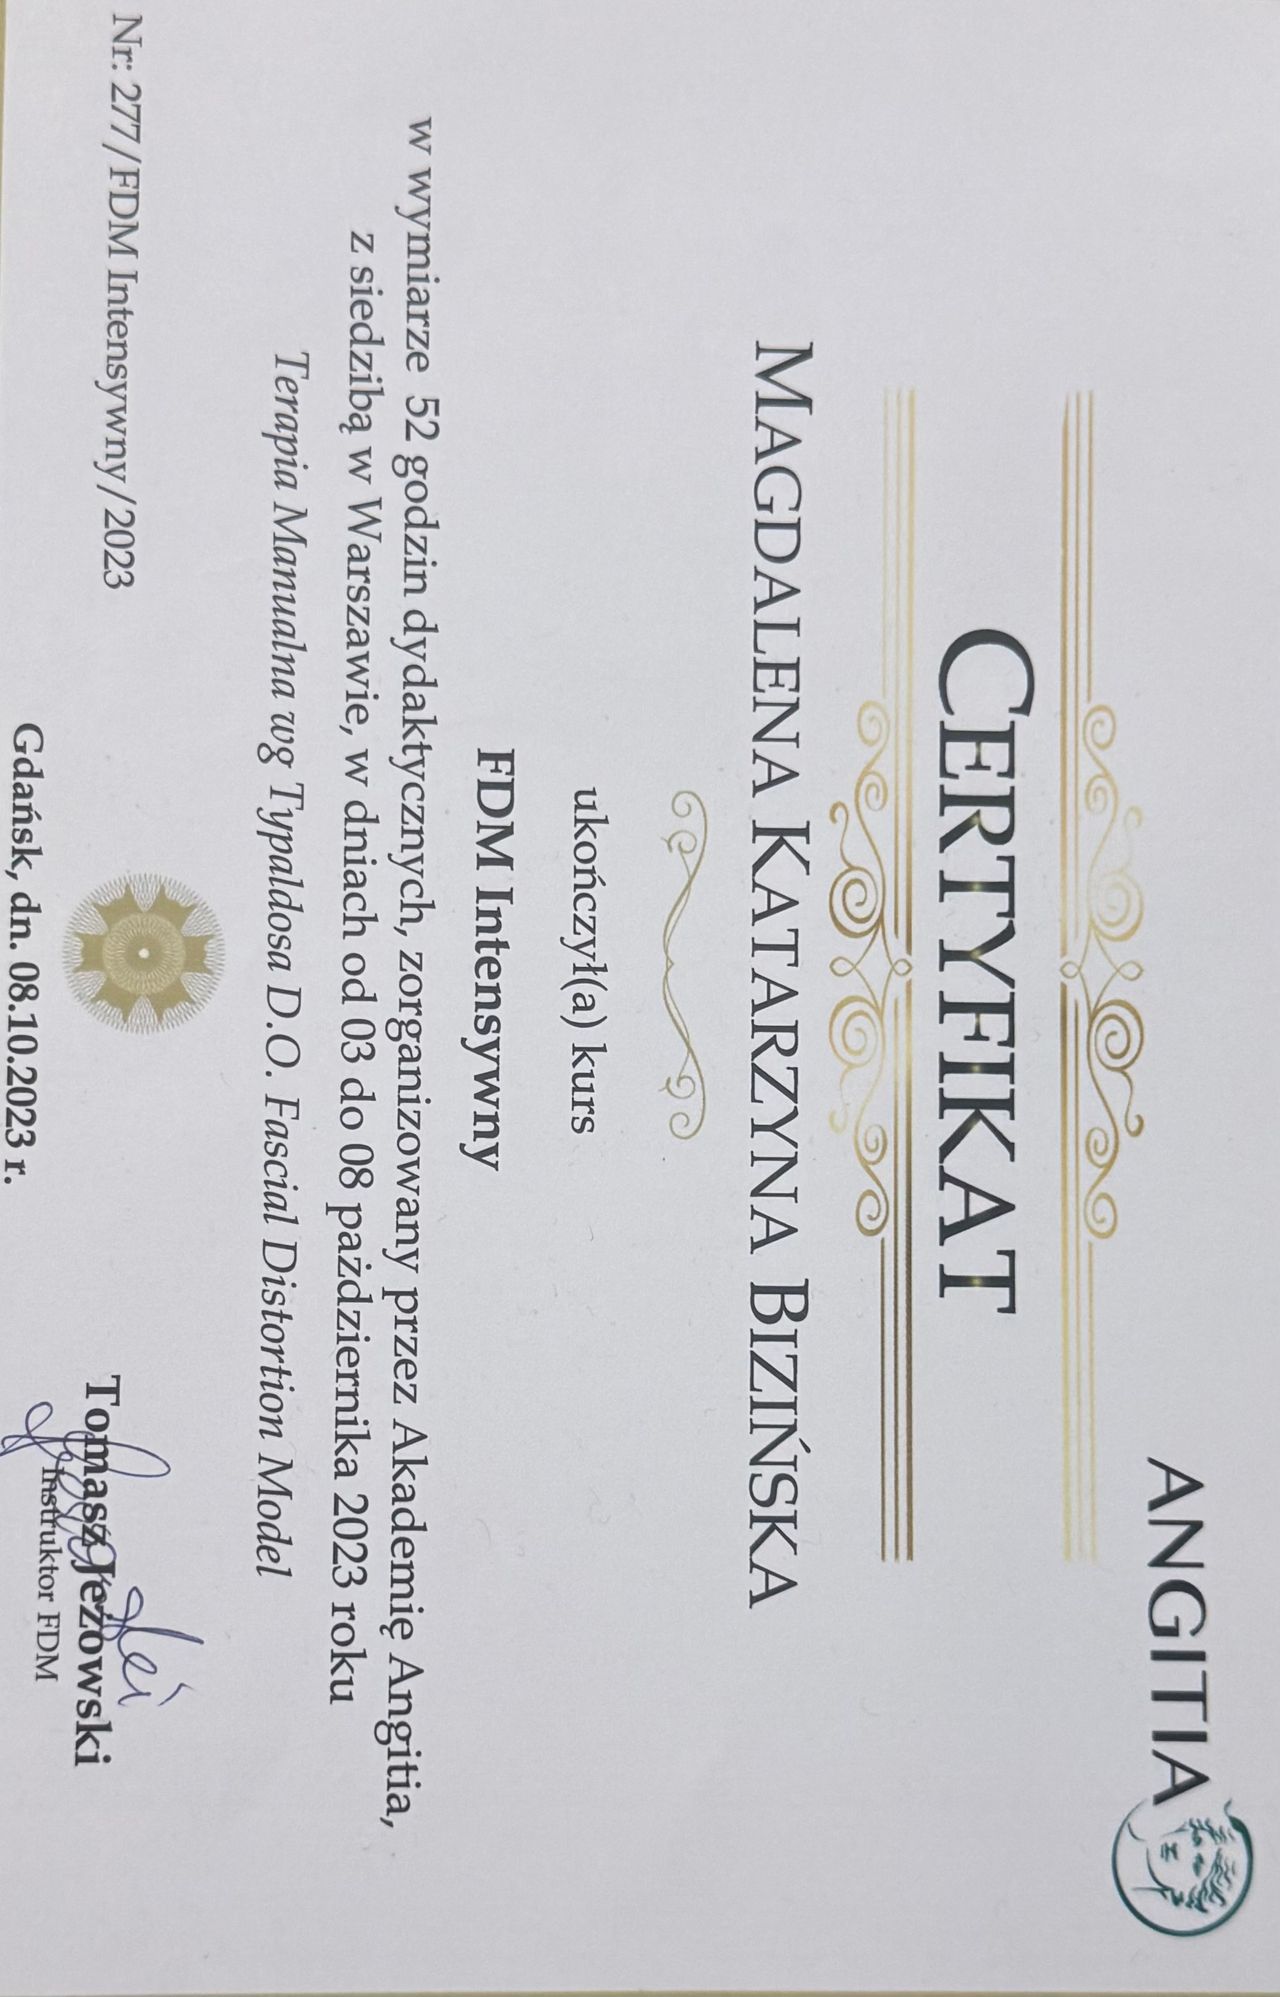 ANGITIA
CERTYFIKAT
MAGDALENA KATARZYNA BIZIŃSKA
ukończył(a) kurs
FDM Intensywny
w wymiarze 52 godzin dydaktycznych, zorganizowany przez Akademię Angitia,
z siedzibą w Warszawie, w dniach od 03 do 08 października 2023 roku
Terapia Manualna wg Typaldosa D.O. Fascial Distortion Model
Nr: 277/FDM Intensywny/2023
Tomasz Jeżowski
Instruktor FDM
Gdańsk, dn. 08.10.2023 r.